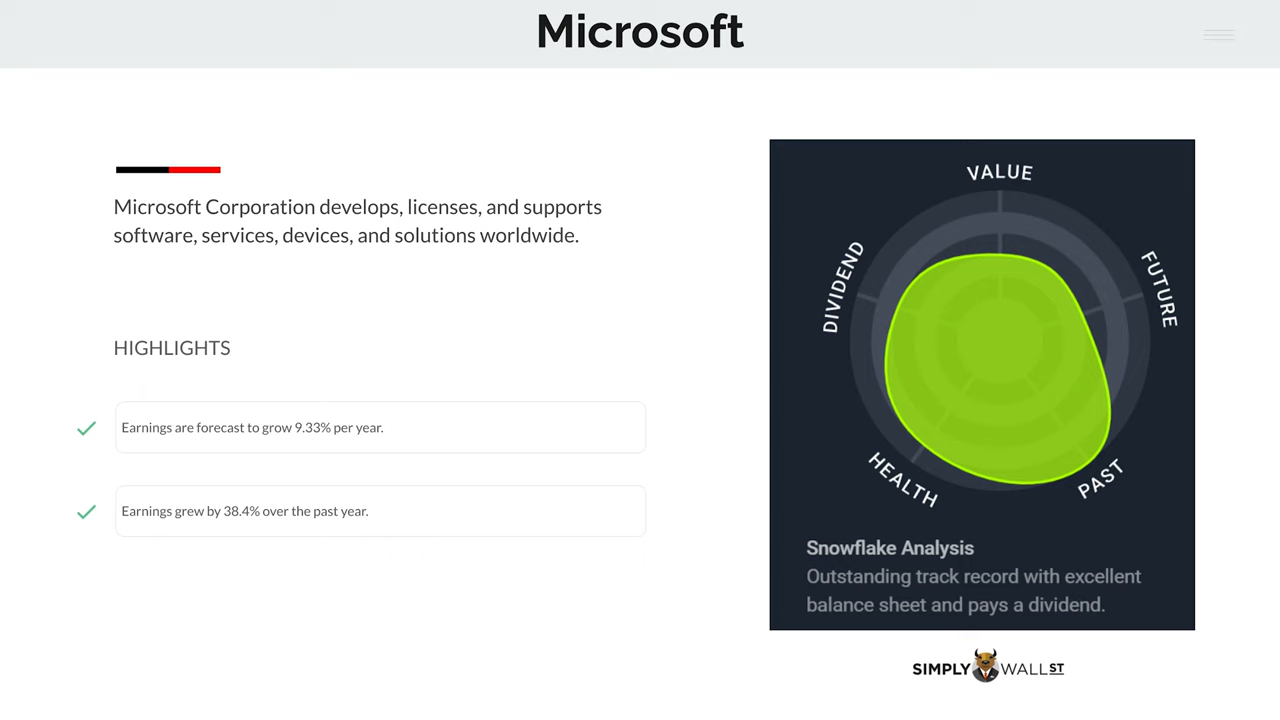 Microsoft
Microsoft Corporation develops, licenses, and supports
software, services, devices, and solutions worldwide.
HIGHLIGHTS
Earnings are forecast to grow 9.33% per year.
Earnings grew by 38.4% over the past year.
VALUE
FUTURE
PAST
HEALTH
DIVIDEND
Snowflake Analysis
Outstanding track record with excellent
balance sheet and pays a dividend.
SIMPLY WALL ST